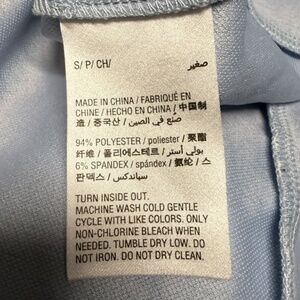 S/ P/ CH/ صغير
MADE IN CHINA / FABRIQUÉ EN
CHINE / HECHO EN CHINA / 中国制
造 / 중국산 / صنع في الصين
94% POLYESTER / poliester / 聚酯
纤维 / 폴리에스테르 / بولي أستر
6% SPANDEX / spándex / 氨纶 / 스
판덱스 / سباندكس
TURN INSIDE OUT.
MACHINE WASH COLD GENTLE
CYCLE WITH LIKE COLORS. ONLY
NON-CHLORINE BLEACH WHEN
NEEDED. TUMBLE DRY LOW. DO
NOT IRON. DO NOT DRY CLEAN.